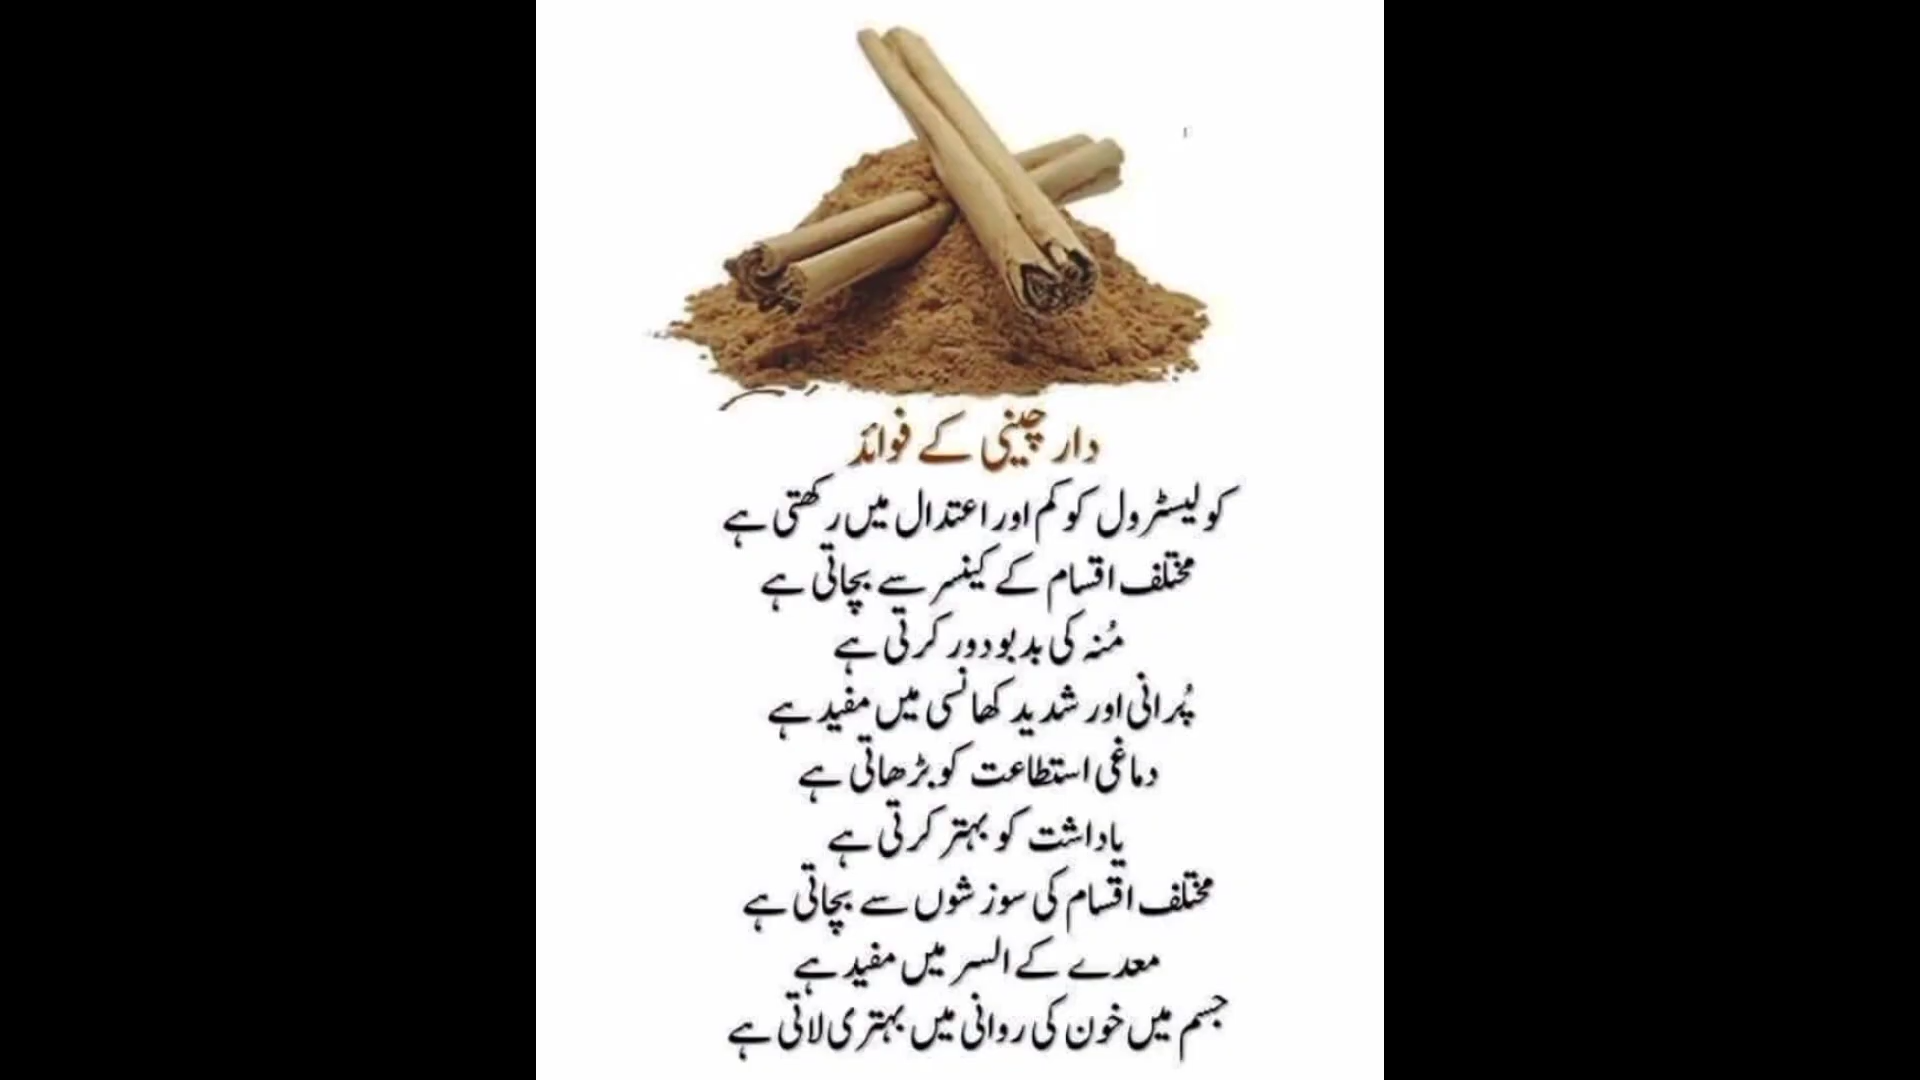 دار چینی کے فوائد
کولیسٹرول کو کم اور اعتدال میں رکھتی ہے
مختلف اقسام کے کینسر سے بچاتی ہے
مُنہ کی بدبو دور کرتی ہے
پُرانی اور شدید کھانسی میں مفید ہے
دماغی استطاعت کو بڑھاتی ہے
یاداشت کو بہتر کرتی ہے
مختلف اقسام کی سوزشوں سے بچاتی ہے
معدے کے السر میں مفید ہے
جسم میں خون کی روانی میں بہتری لاتی ہے